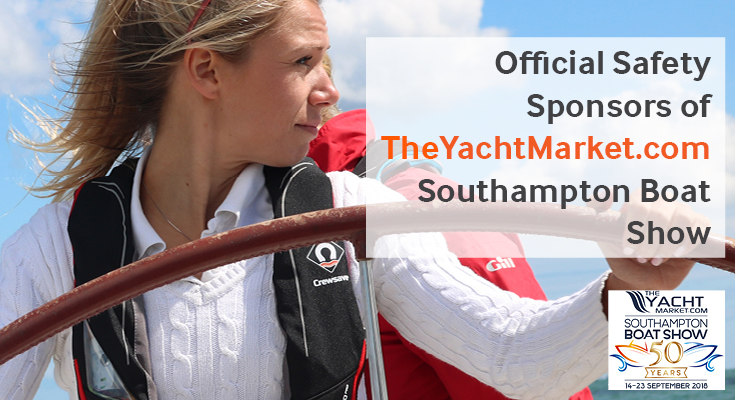 Official Safety
Sponsors of
TheYachtMarket.com
Southampton Boat
Show
Crewsaver
Gill
THE
YACHT
MARKET.COM
SOUTHAMPTON
BOAT SHOW
50
YEARS
14-23 SEPTEMBER 2018